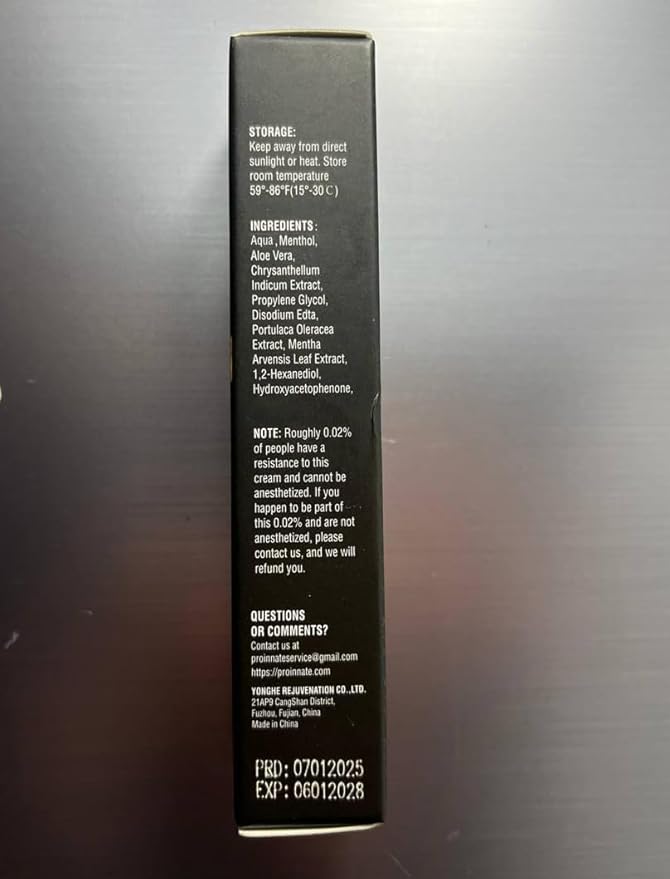 STORAGE:
Keep away from direct
sunlight or heat. Store
room temperature
59°-86°F(15°-30℃)
INGREDIENTS:
Aqua, Menthol,
Aloe Vera,
Chrysanthellum
Indicum Extract,
Propylene Glycol,
Disodium Edta,
Portulaca Oleracea
Extract, Mentha
Arvensis Leaf Extract,
1,2-Hexanediol,
Hydroxyacetophenone,
NOTE: Roughly 0.02%
of people have a
resistance to this
cream and cannot be
anesthetized. If you
happen to be part of
this 0.02% and are not
anesthetized, please
contact us, and we will
refund you.
QUESTIONS
OR COMMENTS?
Contact us at
proinnateservice@gmail.com
https://proinnate.com
YONGHE REJUVENATION CO.,LTD.
21AP9 CangShan District,
Fuzhou, Fujian, China
Made in China
PRD: 07012025
EXP: 06012028